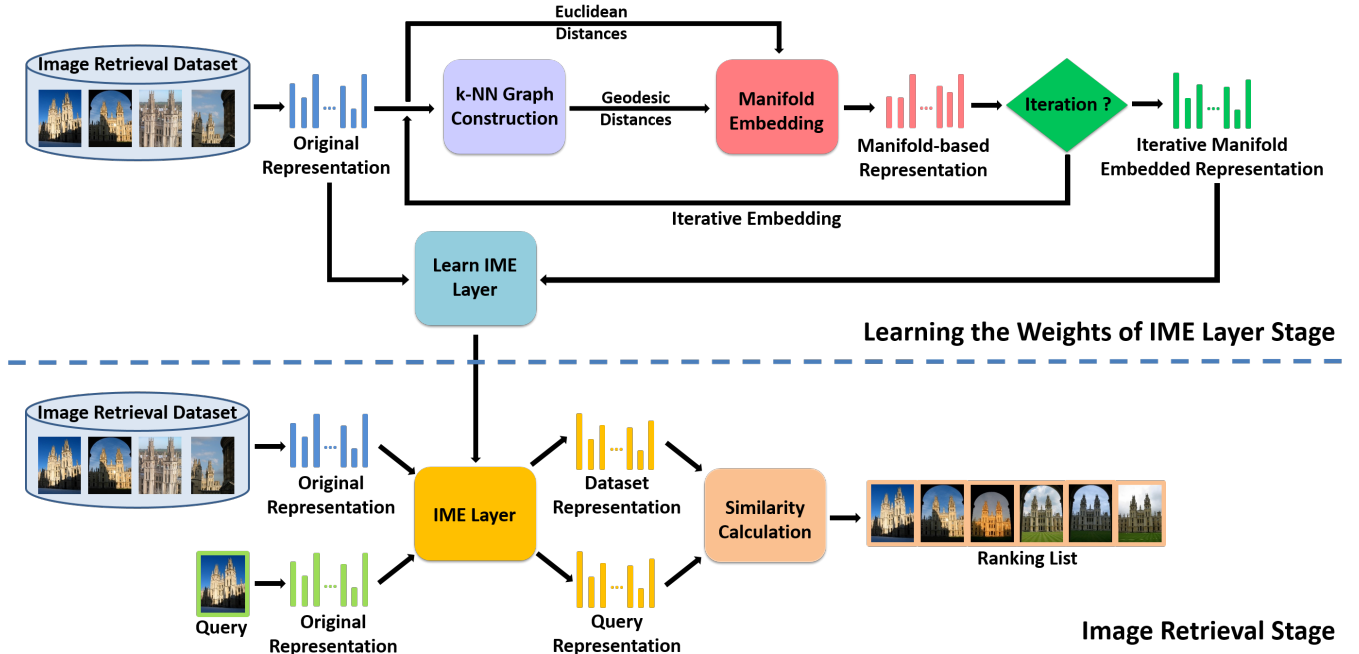 Euclidean
Distances
Image Retrieval Dataset
k-NN Graph
Construction
Geodesic
Distances
Manifold
Embedding
Iteration ?
...
...
...
Original
Representation
Manifold-based
Representation
Iterative Manifold
Embedded Representation
Iterative Embedding
Learn IME
Layer
Learning the Weights of IME Layer Stage
Image Retrieval Dataset
...
Original
Representation
...
Dataset
Representation
IME Layer
Similarity
Calculation
Ranking List
Query
...
Original
Representation
...
Query
Representation
Image Retrieval Stage